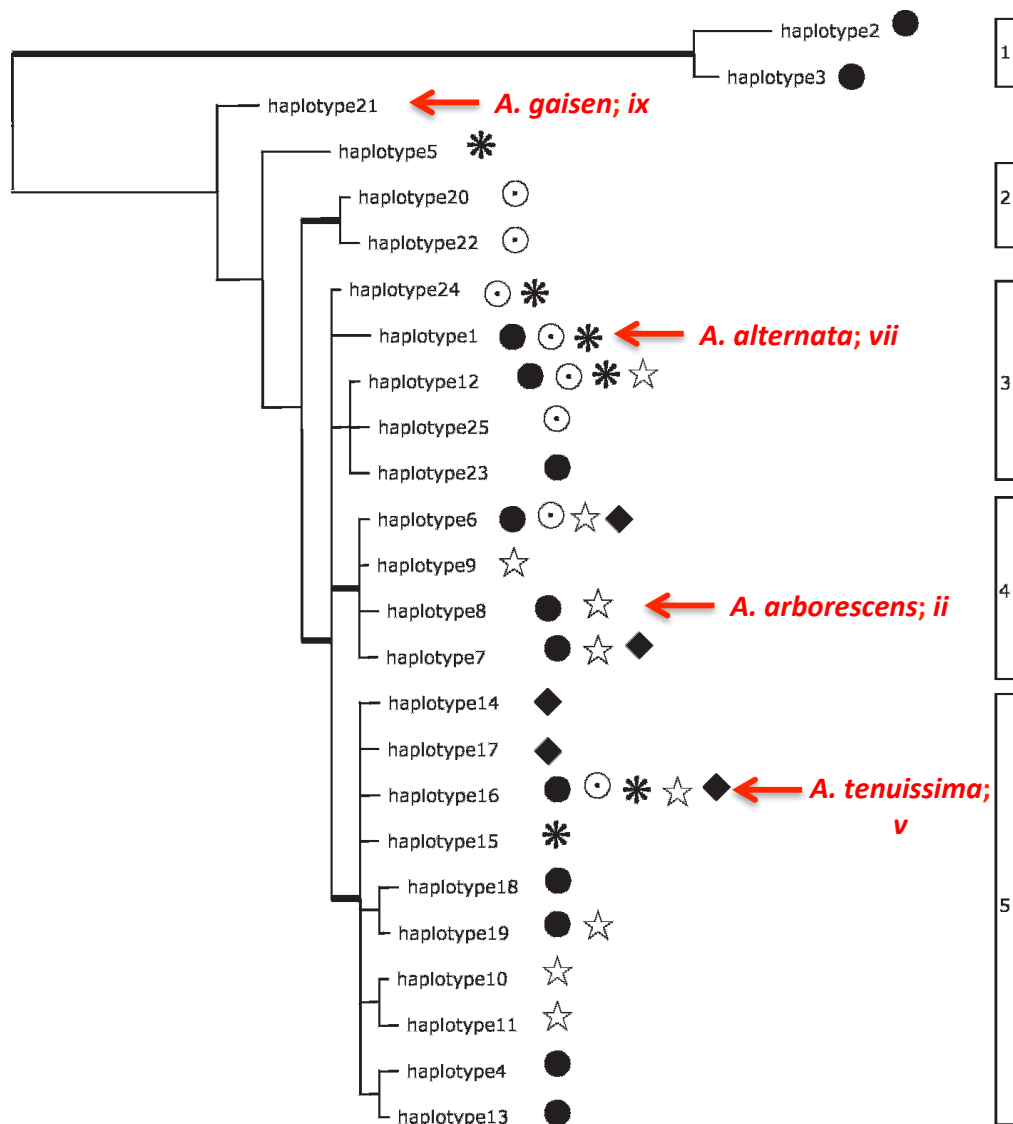 haplotype2
1
haplotype3
haplotype21 A. gaisen; ix
haplotype5
haplotype20
2
haplotype22
haplotype24
haplotype1 A. alternata; vii
haplotype12
3
haplotype25
haplotype23
haplotype6
haplotype9
4
haplotype8 A. arborescens; ii
haplotype7
haplotype14
haplotype17
haplotype16 A. tenuissima;
v
haplotype15
haplotype18
5
haplotype19
haplotype10
haplotype11
haplotype4
haplotype13